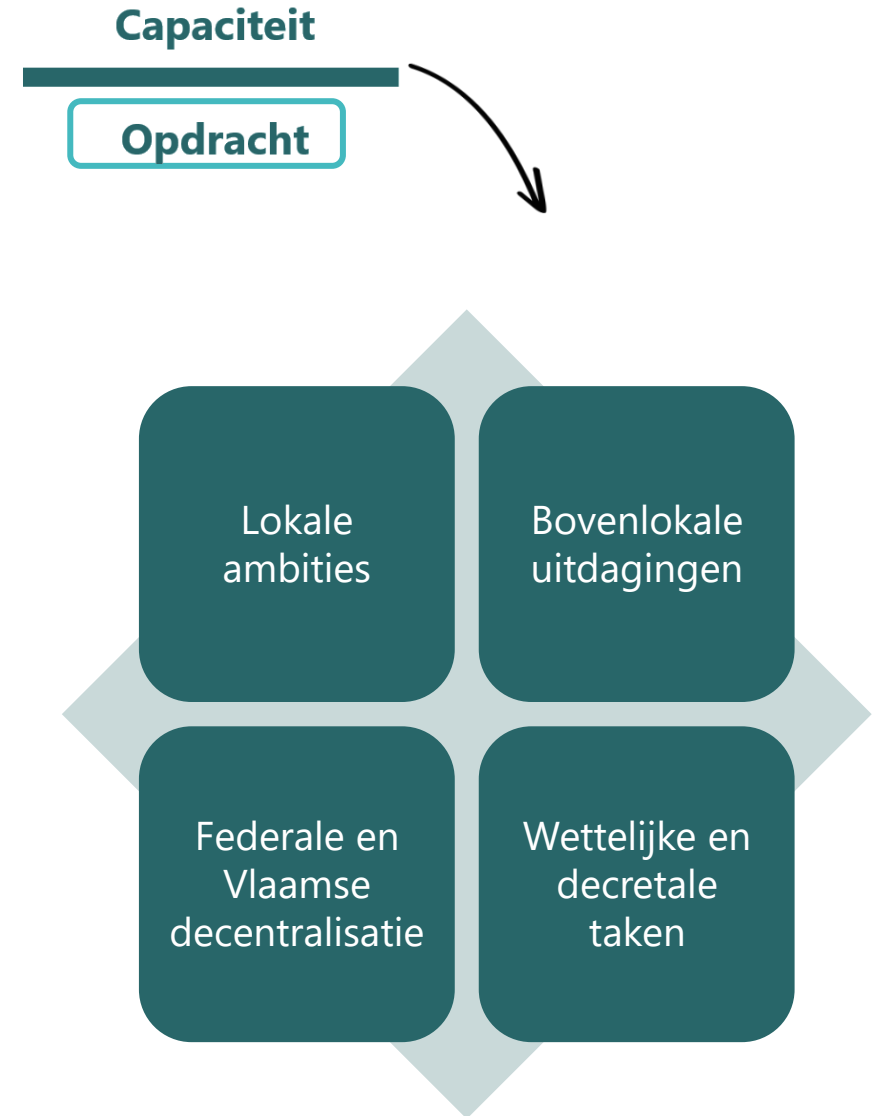 Capaciteit
Opdracht
Lokale
ambities
Bovenlokale
uitdagingen
Federale en
Vlaamse
decentralisatie
Wettelijke en
decretale
taken